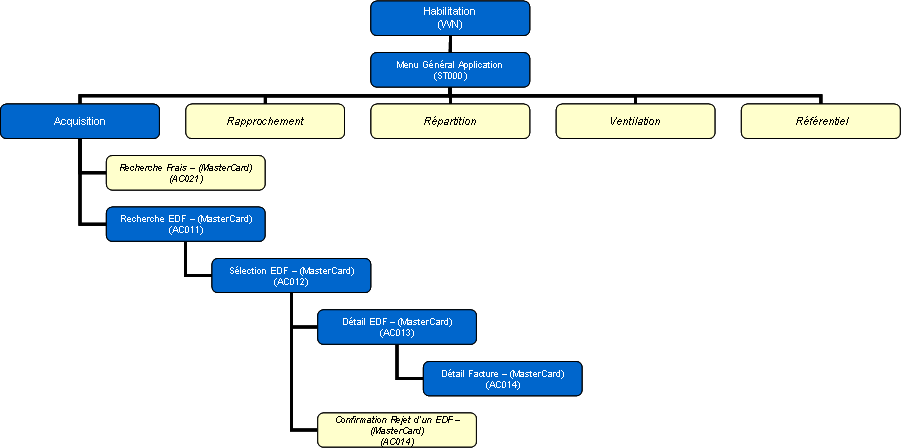 Habilitation
(VVN)
Menu Général Application
(ST000)
Acquisition
Rapprochement
Répartition
Ventilation
Référentiel
Recherche Frais – (MasterCard)
(AC021)
Recherche EDF – (MasterCard)
(AC011)
Sélection EDF – (MasterCard)
(AC012)
Détail EDF – (MasterCard)
(AC013)
Détail Facture – (MasterCard)
(AC014)
Confirmation Rejet d'un EDF –
(MasterCard)
(AC014)